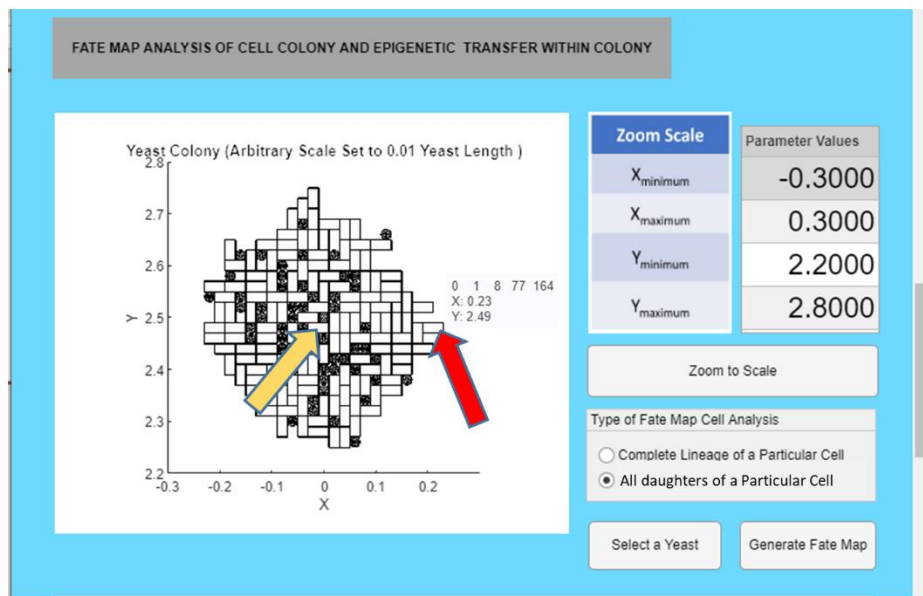 FATE MAP ANALYSIS OF CELL COLONY AND EPIGENETIC TRANSFER WITHIN COLONY
Yeast Colony (Arbitrary Scale Set to 0.01 Yeast Length )
2.8
2.7
2.6
2.5
2.4
2.3
2.2
Y
-0.3 -0.2 -0.1 0 0.1 0.2
X
0 1 8 77 164
X: 0.23
Y: 2.49
Zoom Scale
Xminimum
Xmaximum
Yminimum
Ymaximum
Parameter Values
-0.3000
0.3000
2.2000
2.8000
Zoom to Scale
Type of Fate Map Cell Analysis
Complete Lineage of a Particular Cell
All daughters of a Particular Cell
Select a Yeast
Generate Fate Map